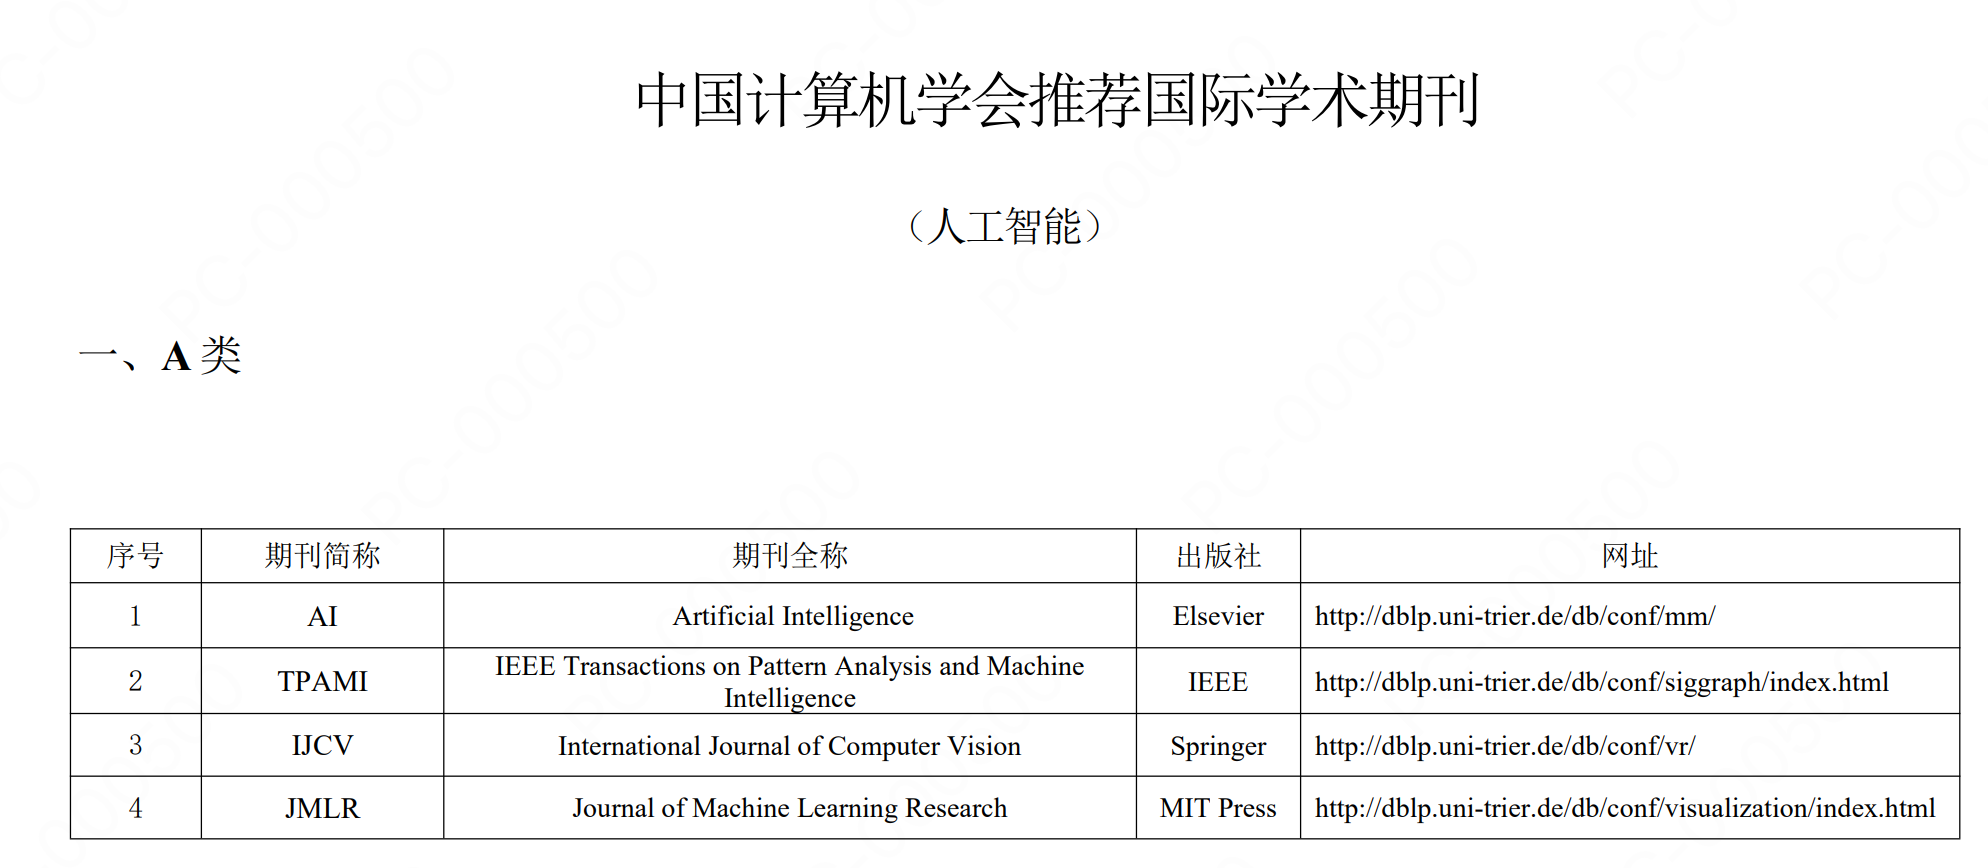 中国计算机学会推荐国际学术期刊
（人工智能）
一、A 类
序号 期刊简称 期刊全称 出版社 网址
1 AI Artificial Intelligence Elsevier http://dblp.uni-trier.de/db/conf/mm/
2 TPAMI IEEE Transactions on Pattern Analysis and Machine Intelligence IEEE http://dblp.uni-trier.de/db/conf/siggraph/index.html
3 IJCV International Journal of Computer Vision Springer http://dblp.uni-trier.de/db/conf/vr/
4 JMLR Journal of Machine Learning Research MIT Press http://dblp.uni-trier.de/db/conf/visualization/index.html